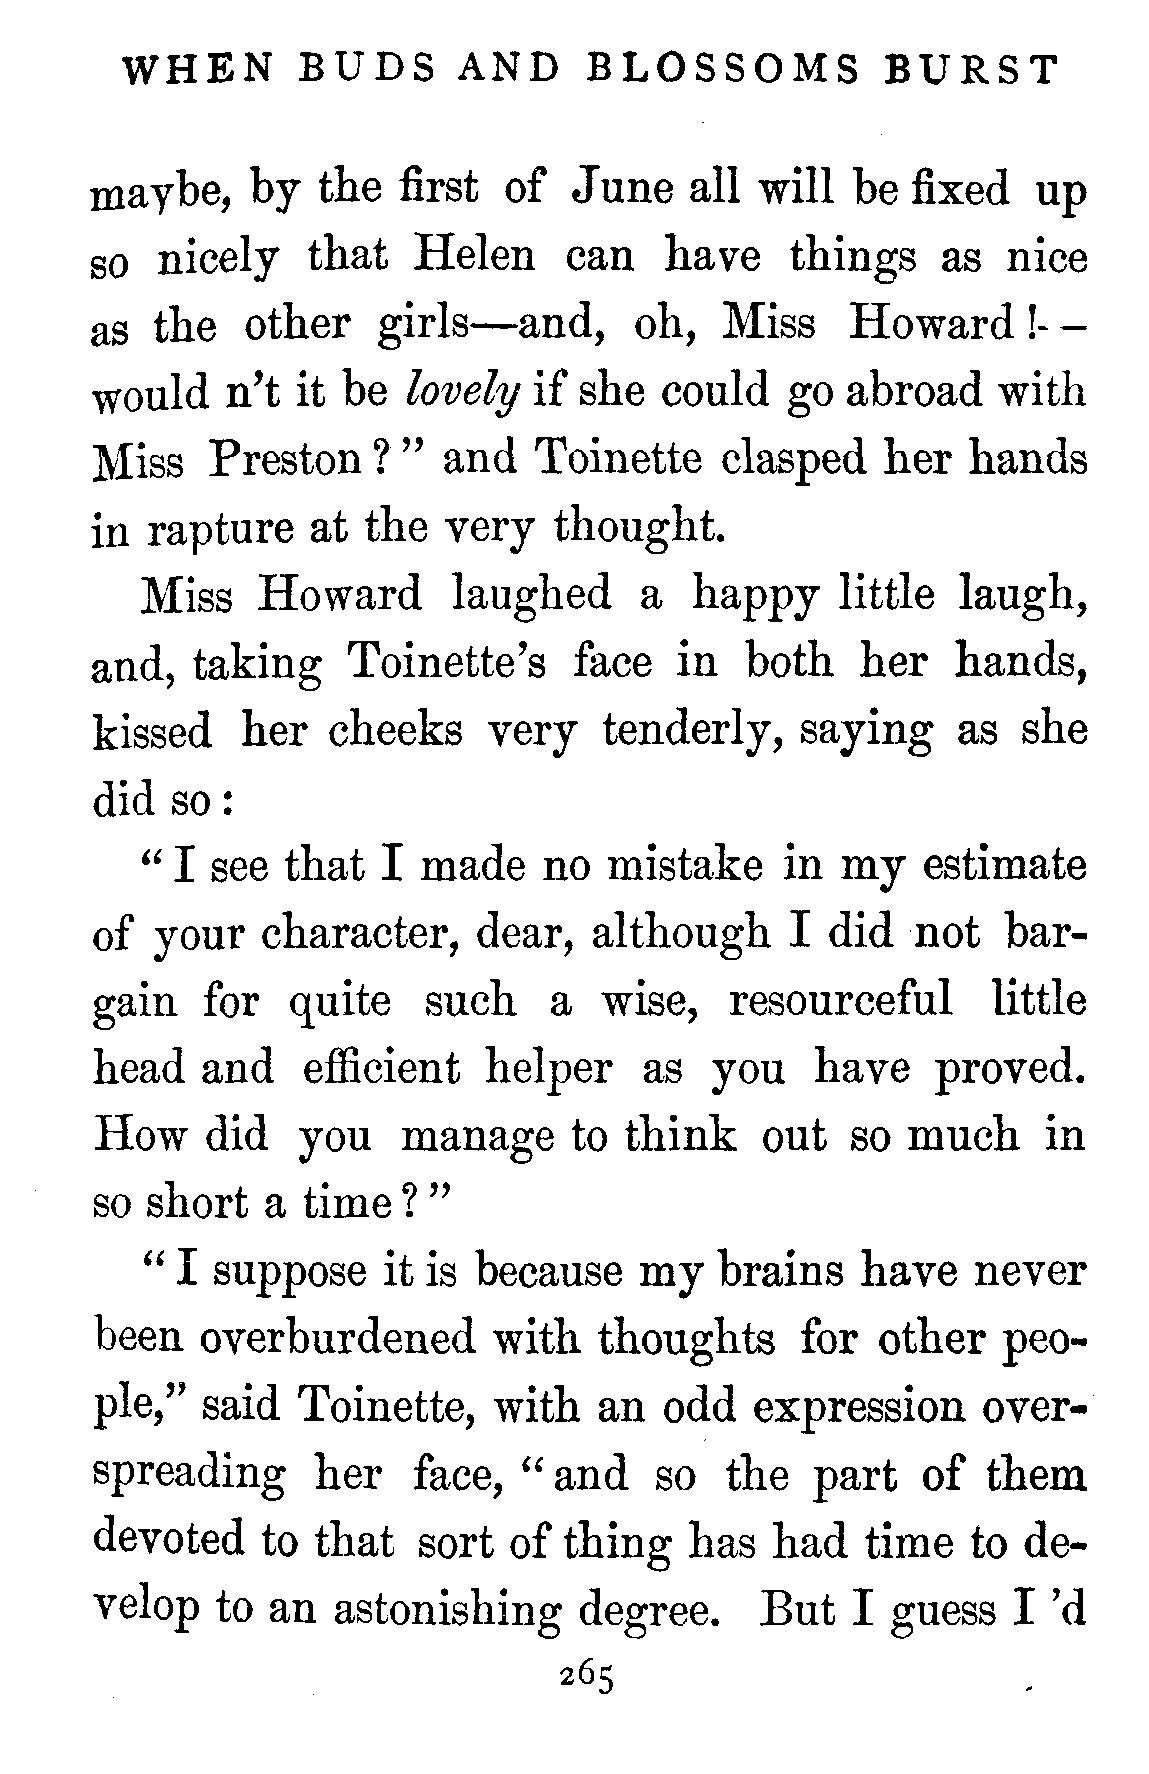 WHEN BUDS AND BLOSSOMS BURST
maybe, by the first of June all will be fixed up
so nicely that Helen can have things as nice
as the other girls—and, oh, Miss Howard!- –
would n’t it be lovely if she could go abroad with
Miss Preston?” and Toinette clasped her hands
in rapture at the very thought.
Miss Howard laughed a happy little laugh,
and, taking Toinette’s face in both her hands,
kissed her cheeks very tenderly, saying as she
did so:
“I see that I made no mistake in my estimate
of your character, dear, although I did not bar-
gain for quite such a wise, resourceful little
head and efficient helper as you have proved.
How did you manage to think out so much in
so short a time?”
“I suppose it is because my brains have never
been overburdened with thoughts for other peo-
ple,” said Toinette, with an odd expression over-
spreading her face, “and so the part of them
devoted to that sort of thing has had time to de-
velop to an astonishing degree. But I guess I ’d
265